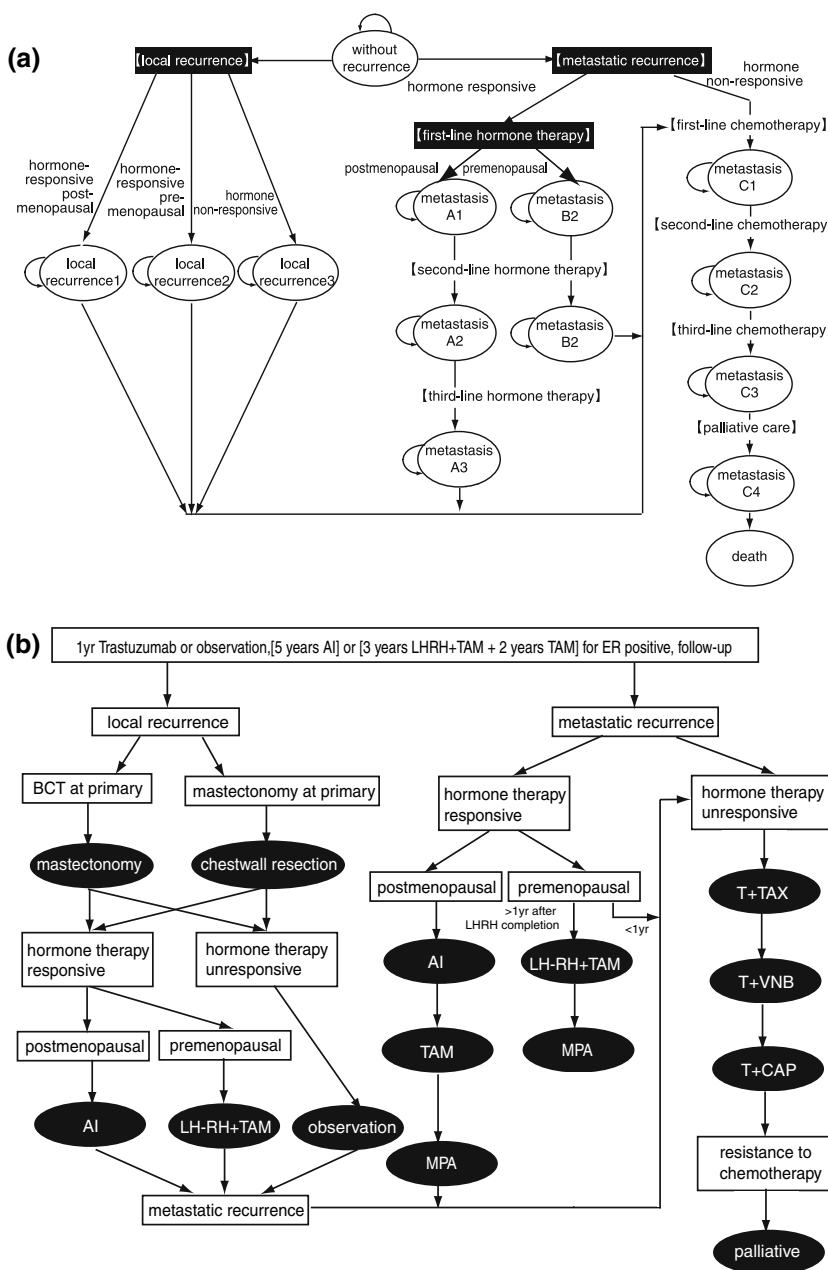 (a)
without
recurrence
【local recurrence】
【metastatic recurrence】
hormone responsive
hormone
non-responsive
【first-line hormone therapy】
【first-line chemotherapy】
postmenopausal
premenopausal
hormone-
responsive
post-
menopausal
hormone-
responsive
pre-
menopausal
hormone
non-responsive
metastasis
A1
metastasis
B2
metastasis
C1
【second-line chemotherapy
local
recurrence1
local
recurrence2
local
recurrence3
【second-line hormone therapy】
metastasis
C2
metastasis
A2
metastasis
B2
【third-line chemotherapy
metastasis
C3
【third-line hormone therapy】
【palliative care】
metastasis
A3
metastasis
C4
death
(b)
1yr Trastuzumab or observation,[5 years AI] or [3 years LHRH+TAM + 2 years TAM] for ER positive, follow-up
local recurrence
metastatic recurrence
BCT at primary
mastectonomy at primary
hormone therapy
responsive
hormone therapy
unresponsive
mastectonomy
chestwall resection
postmenopausal
premenopausal
T+TAX
>1yr after
LHRH completion
<1yr
hormone therapy
responsive
hormone therapy
unresponsive
AI
LH-RH+TAM
T+VNB
postmenopausal
premenopausal
TAM
MPA
T+CAP
AI
LH-RH+TAM
observation
MPA
resistance to
chemotherapy
metastatic recurrence
palliative